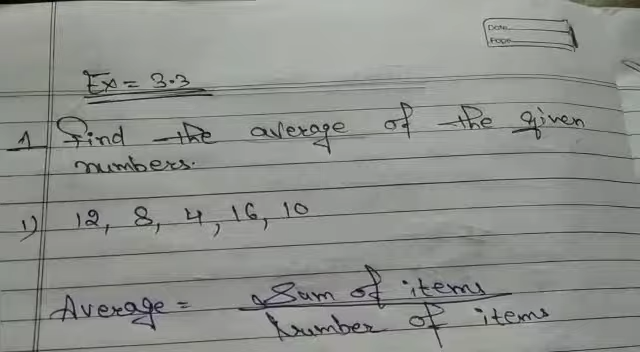 Date
Page
Ex = 3.3
1 Find the average of the given
numbers.
1) 12, 8, 4, 16, 10
Average = Sum of items
Number of items